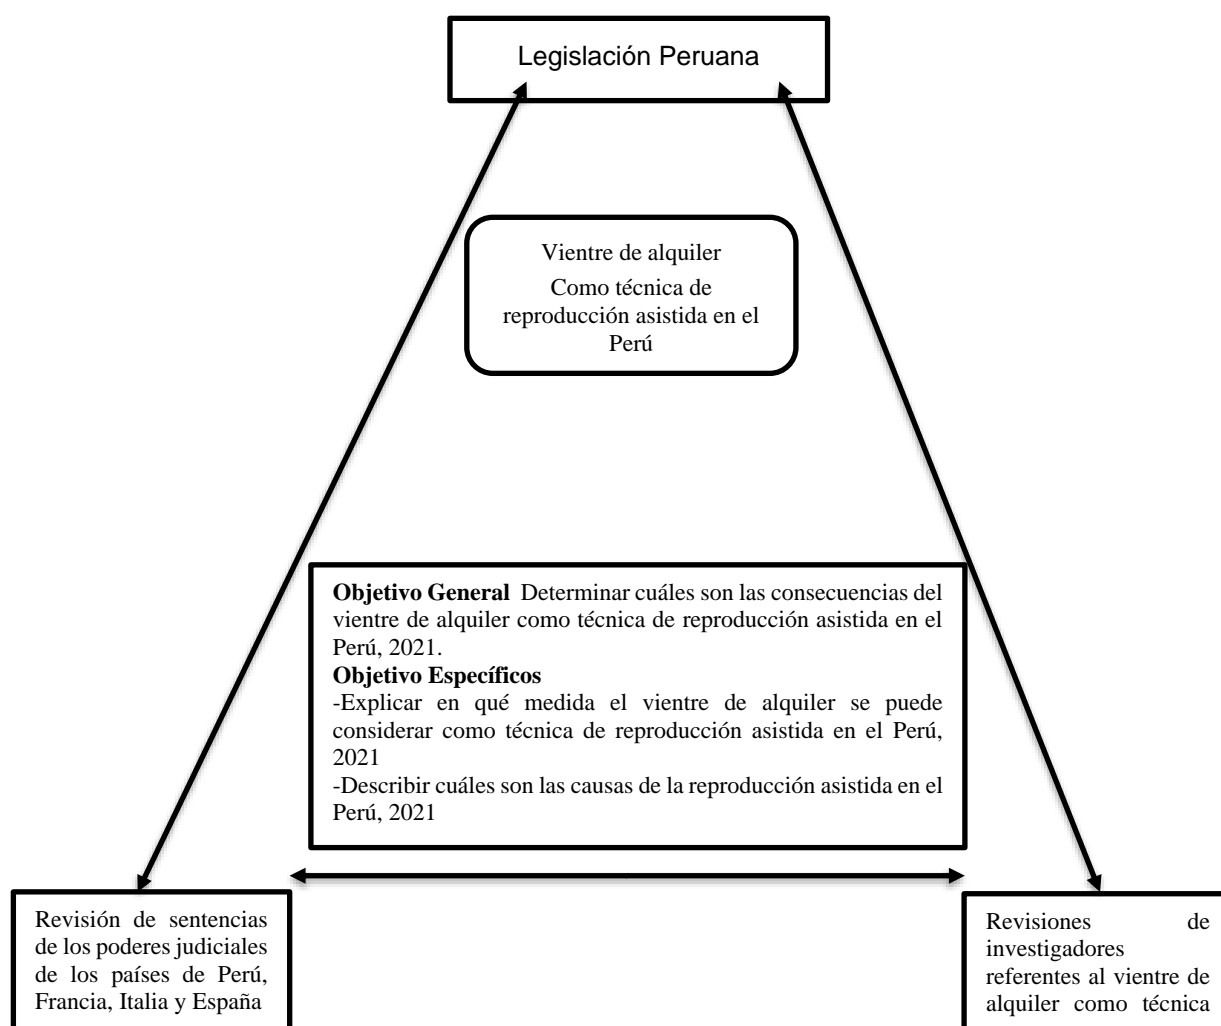 Legislación Peruana
Vientre de alquiler
Como técnica de
reproducción asistida en el
Perú
Objetivo General Determinar cuáles son las consecuencias del
vientre de alquiler como técnica de reproducción asistida en el
Perú, 2021.
Objetivo Específicos
-Explicar en qué medida el vientre de alquiler se puede
considerar como técnica de reproducción asistida en el Perú,
2021
-Describir cuáles son las causas de la reproducción asistida en el
Perú, 2021
Revisión de sentencias
de los poderes judiciales
de los países de Perú,
Francia, Italia y España
Revisiones de
investigadores
referentes al vientre de
alquiler como técnica